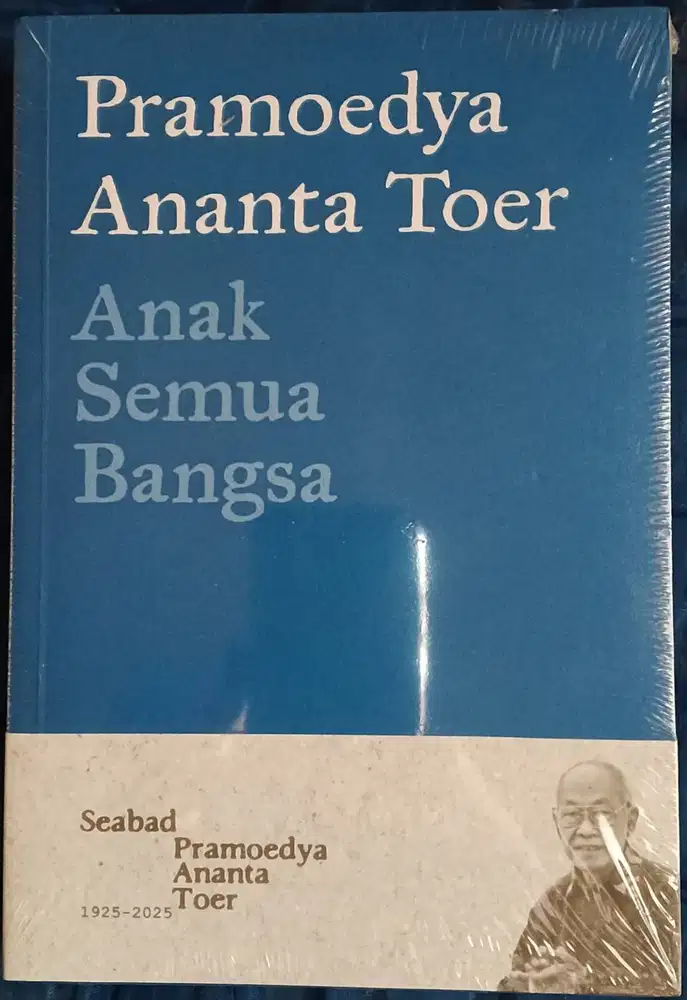 Pramoedya
Ananta Toer
Anak
Semua
Bangsa
Seabad
Pramoedya
Ananta
Toer
1925-2025